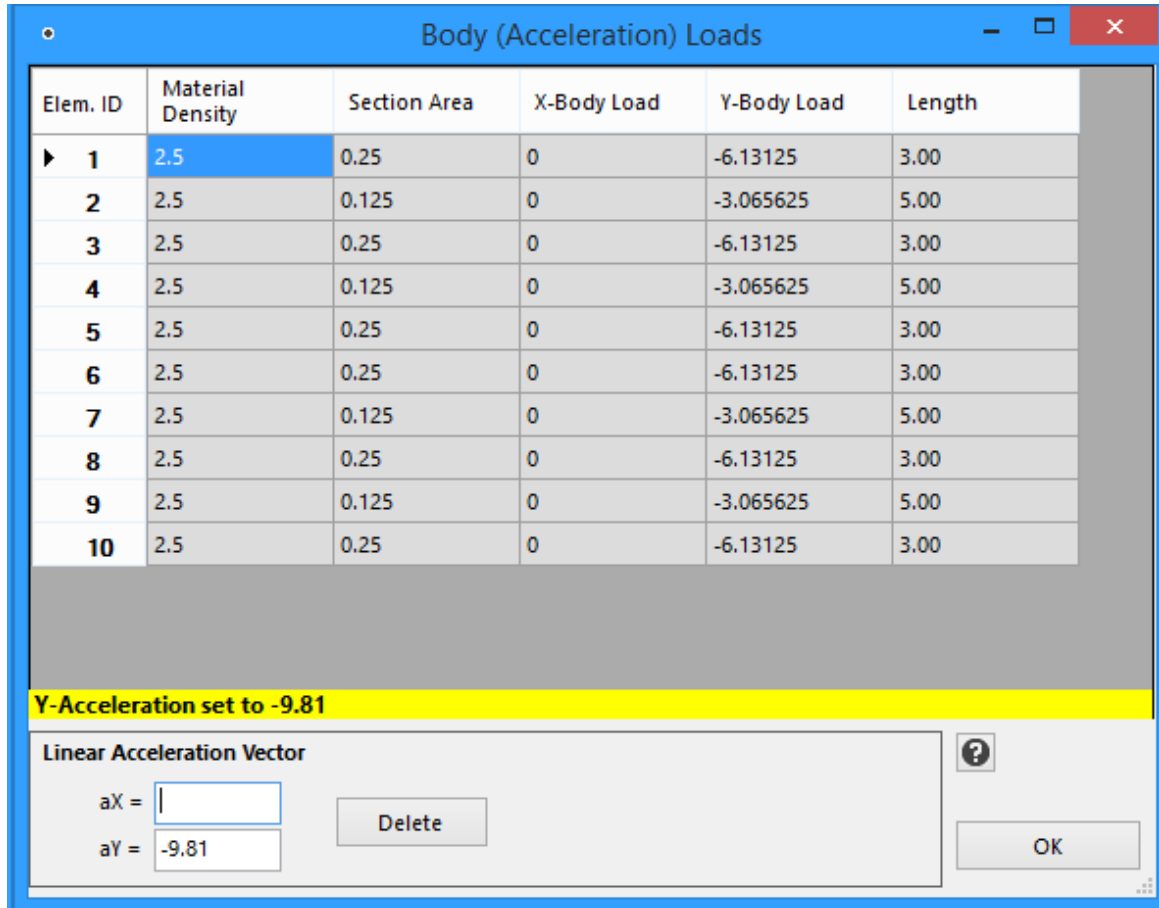 Body (Acceleration) Loads
Elem. ID Material Density Section Area X-Body Load Y-Body Load Length
1 2.5 0.25 0 -6.13125 3.00
2 2.5 0.125 0 -3.065625 5.00
3 2.5 0.25 0 -6.13125 3.00
4 2.5 0.125 0 -3.065625 5.00
5 2.5 0.25 0 -6.13125 3.00
6 2.5 0.25 0 -6.13125 3.00
7 2.5 0.125 0 -3.065625 5.00
8 2.5 0.25 0 -6.13125 3.00
9 2.5 0.125 0 -3.065625 5.00
10 2.5 0.25 0 -6.13125 3.00
Y-Acceleration set to -9.81
Linear Acceleration Vector
aX =
Delete
aY = -9.81
OK